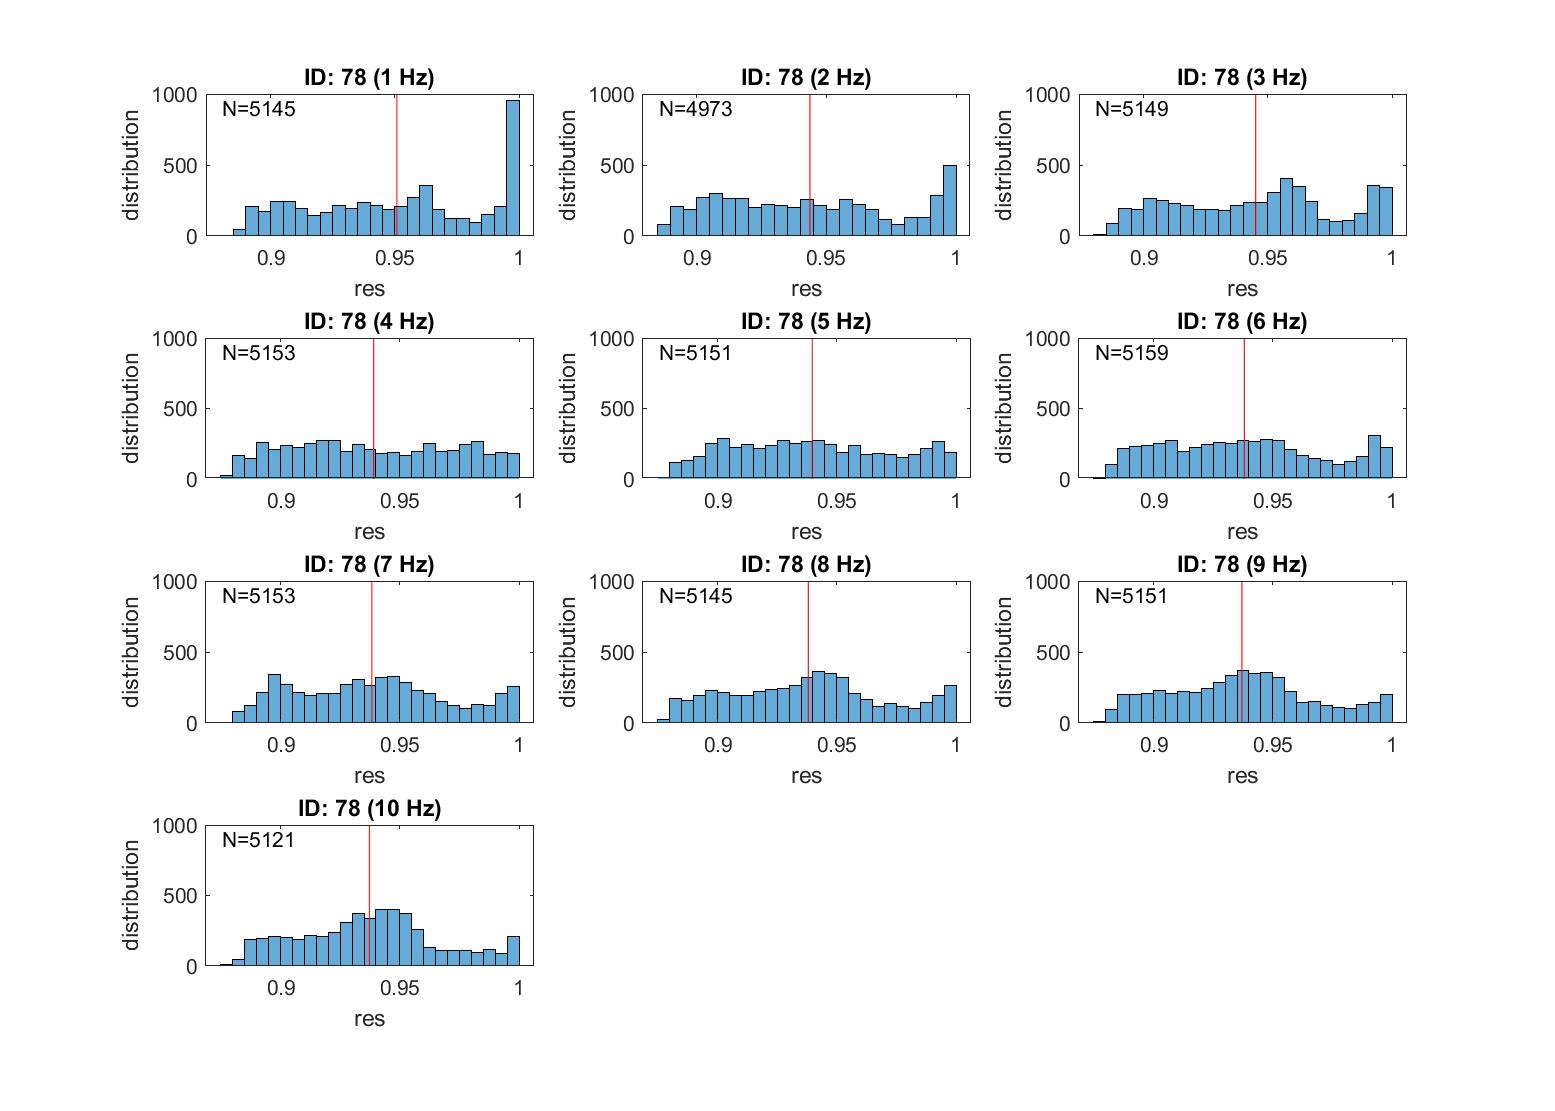 ID: 78 (1 Hz)
N=5145
distribution
1000
500
0
0.9 0.95 1
res
ID: 78 (2 Hz)
N=4973
distribution
1000
500
0
0.9 0.95 1
res
ID: 78 (3 Hz)
N=5149
distribution
1000
500
0
0.9 0.95 1
res
ID: 78 (4 Hz)
N=5153
distribution
1000
500
0
0.9 0.95 1
res
ID: 78 (5 Hz)
N=5151
distribution
1000
500
0
0.9 0.95 1
res
ID: 78 (6 Hz)
N=5159
distribution
1000
500
0
0.9 0.95 1
res
ID: 78 (7 Hz)
N=5153
distribution
1000
500
0
0.9 0.95 1
res
ID: 78 (8 Hz)
N=5145
distribution
1000
500
0
0.9 0.95 1
res
ID: 78 (9 Hz)
N=5151
distribution
1000
500
0
0.9 0.95 1
res
ID: 78 (10 Hz)
N=5121
distribution
1000
500
0
0.9 0.95 1
res